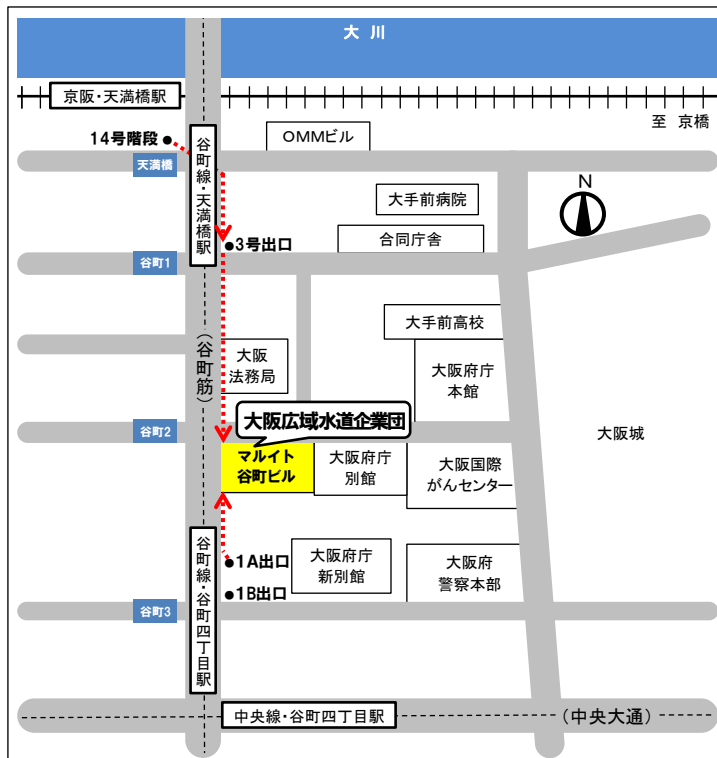 大 川
京阪・天満橋駅
至 京橋
14号階段
OMMビル
天満橋
谷町線・天満橋駅
N
大手前病院
3号出口
合同庁舎
谷町1
大手前高校
(谷町筋)
大阪
法務局
大阪府庁
本館
大阪広域水道企業団
谷町2
大阪城
マルイト
谷町ビル
大阪府庁
別館
大阪国際
がんセンター
谷町線・谷町四丁目駅
1A出口
大阪府庁
新別館
大阪府
警察本部
1B出口
谷町3
中央線・谷町四丁目駅
(中央大通)